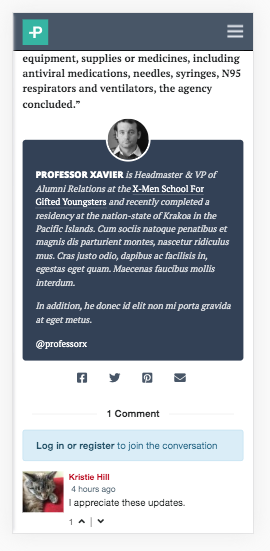 P
equipment, supplies or medicines, including
antiviral medications, needles, syringes, N95
respirators and ventilators, the agency
concluded.”
PROFESSOR XAVIER is Headmaster & VP of
Alumni Relations at the X-Men School For
Gifted Youngsters and recently completed a
residency at the nation-state of Krakoa in the
Pacific Islands. Cum sociis natoque penatibus et
magnis dis parturient montes, nascetur ridiculus
mus. Cras justo odio, dapibus ac facilisis in,
egestas eget quam. Maecenas faucibus mollis
interdum.
In addition, he donec id elit non mi porta gravida
at eget metus.
@professorx
1 Comment
Log in or register to join the conversation
Kristie Hill
4 hours ago
I appreciate these updates.
1 |